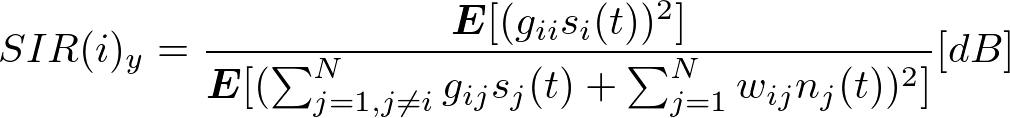 SIR(i)_y = \frac{\boldsymbol{E}[(g_{ii}s_i(t))^2]}{\boldsymbol{E}[(\sum_{j=1,j\neq i}^{N} g_{ij}s_j(t) + \sum_{j=1}^{N} w_{ij}n_j(t))^2]}[dB]